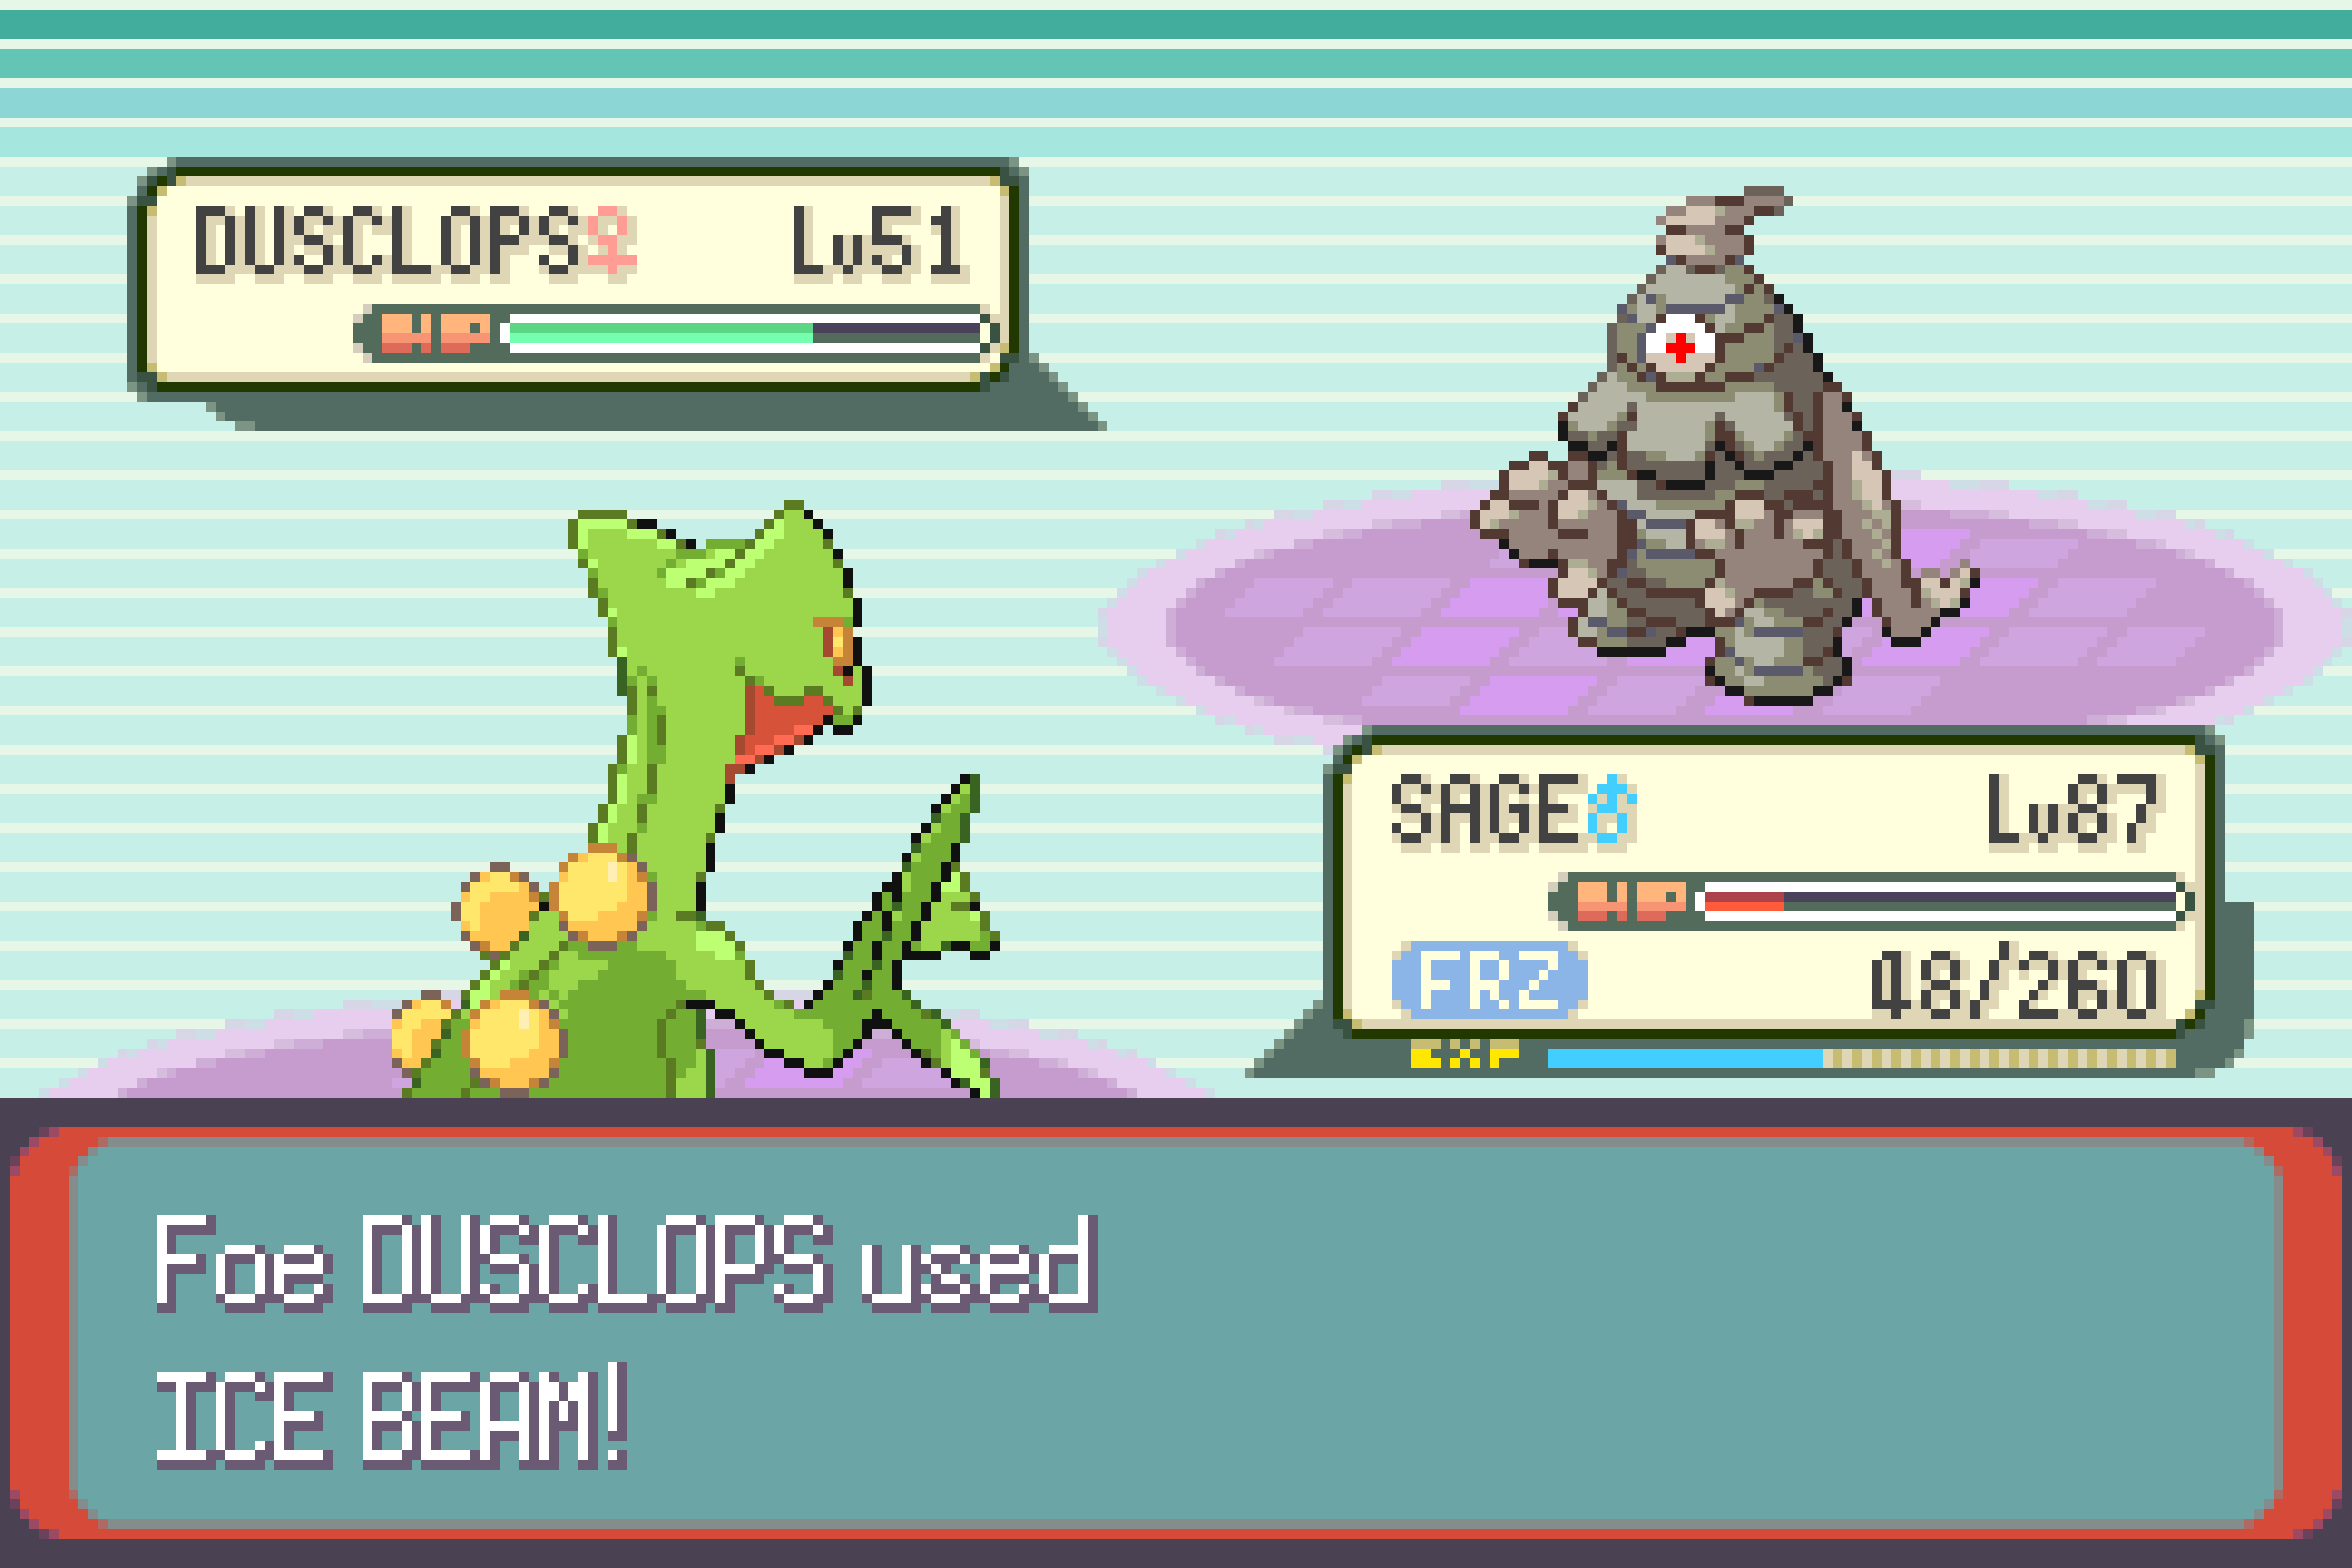 DUSCLOPS♀ Lv51
HP
SAGE♂ Lv87
HP
FRZ 48/260
EXP
Foe DUSCLOPS used
ICE BEAM!